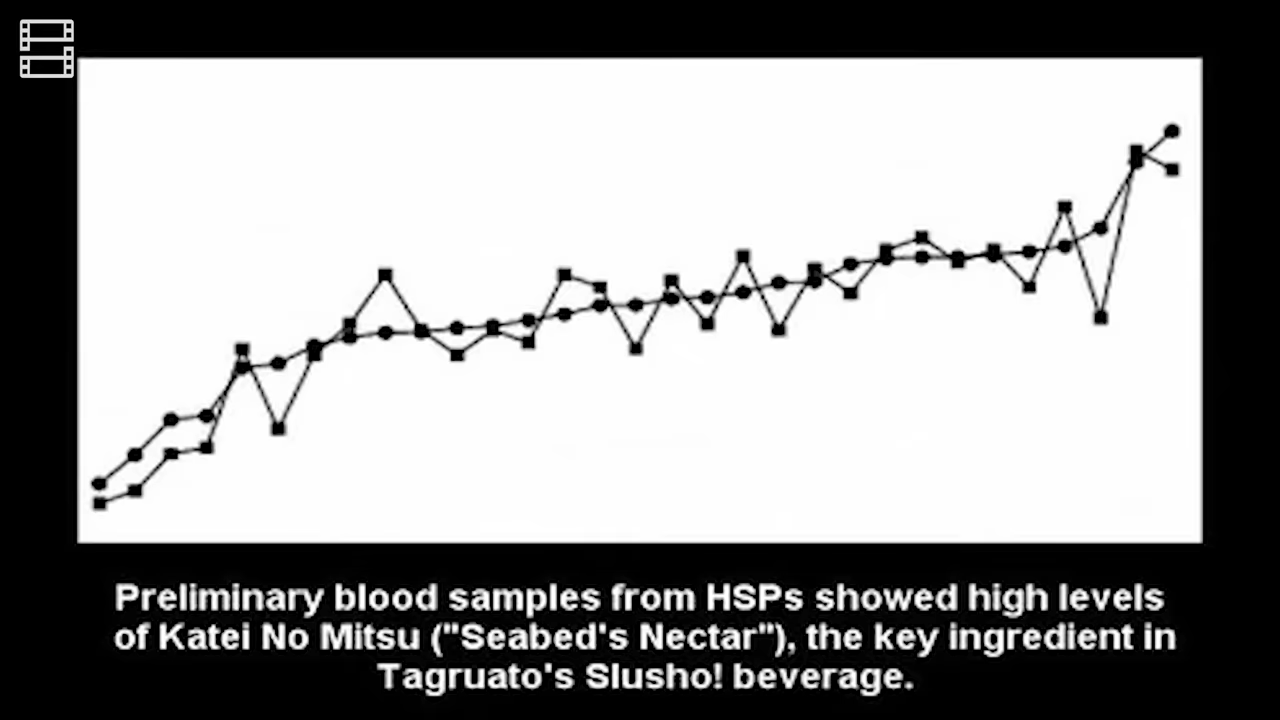 Preliminary blood samples from HSPs showed high levels
of Katei No Mitsu ("Seabed's Nectar"), the key ingredient in
Tagruato's Slusho! beverage.